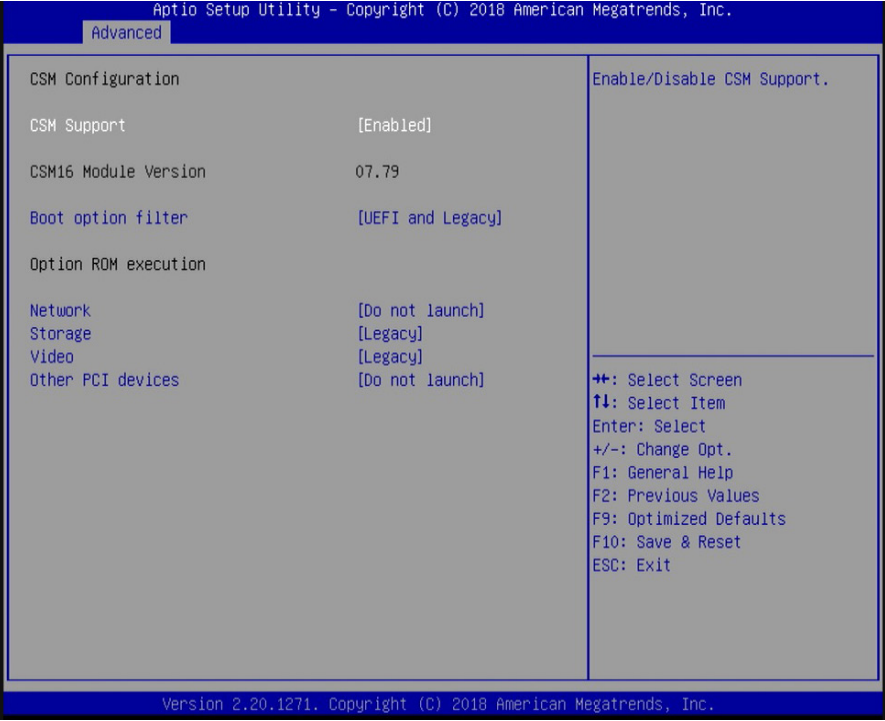 Aptio Setup Utility – Copyright (C) 2018 American Megatrends, Inc.
Advanced
CSM Configuration
CSM Support [Enabled]
CSM16 Module Version 07.79
Boot option filter [UEFI and Legacy]
Option ROM execution
Network [Do not launch]
Storage [Legacy]
Video [Legacy]
Other PCI devices [Do not launch]
Enable/Disable CSM Support.
→←: Select Screen
↑↓: Select Item
Enter: Select
+/-: Change Opt.
F1: General Help
F2: Previous Values
F9: Optimized Defaults
F10: Save & Reset
ESC: Exit
Version 2.20.1271. Copyright (C) 2018 American Megatrends, Inc.